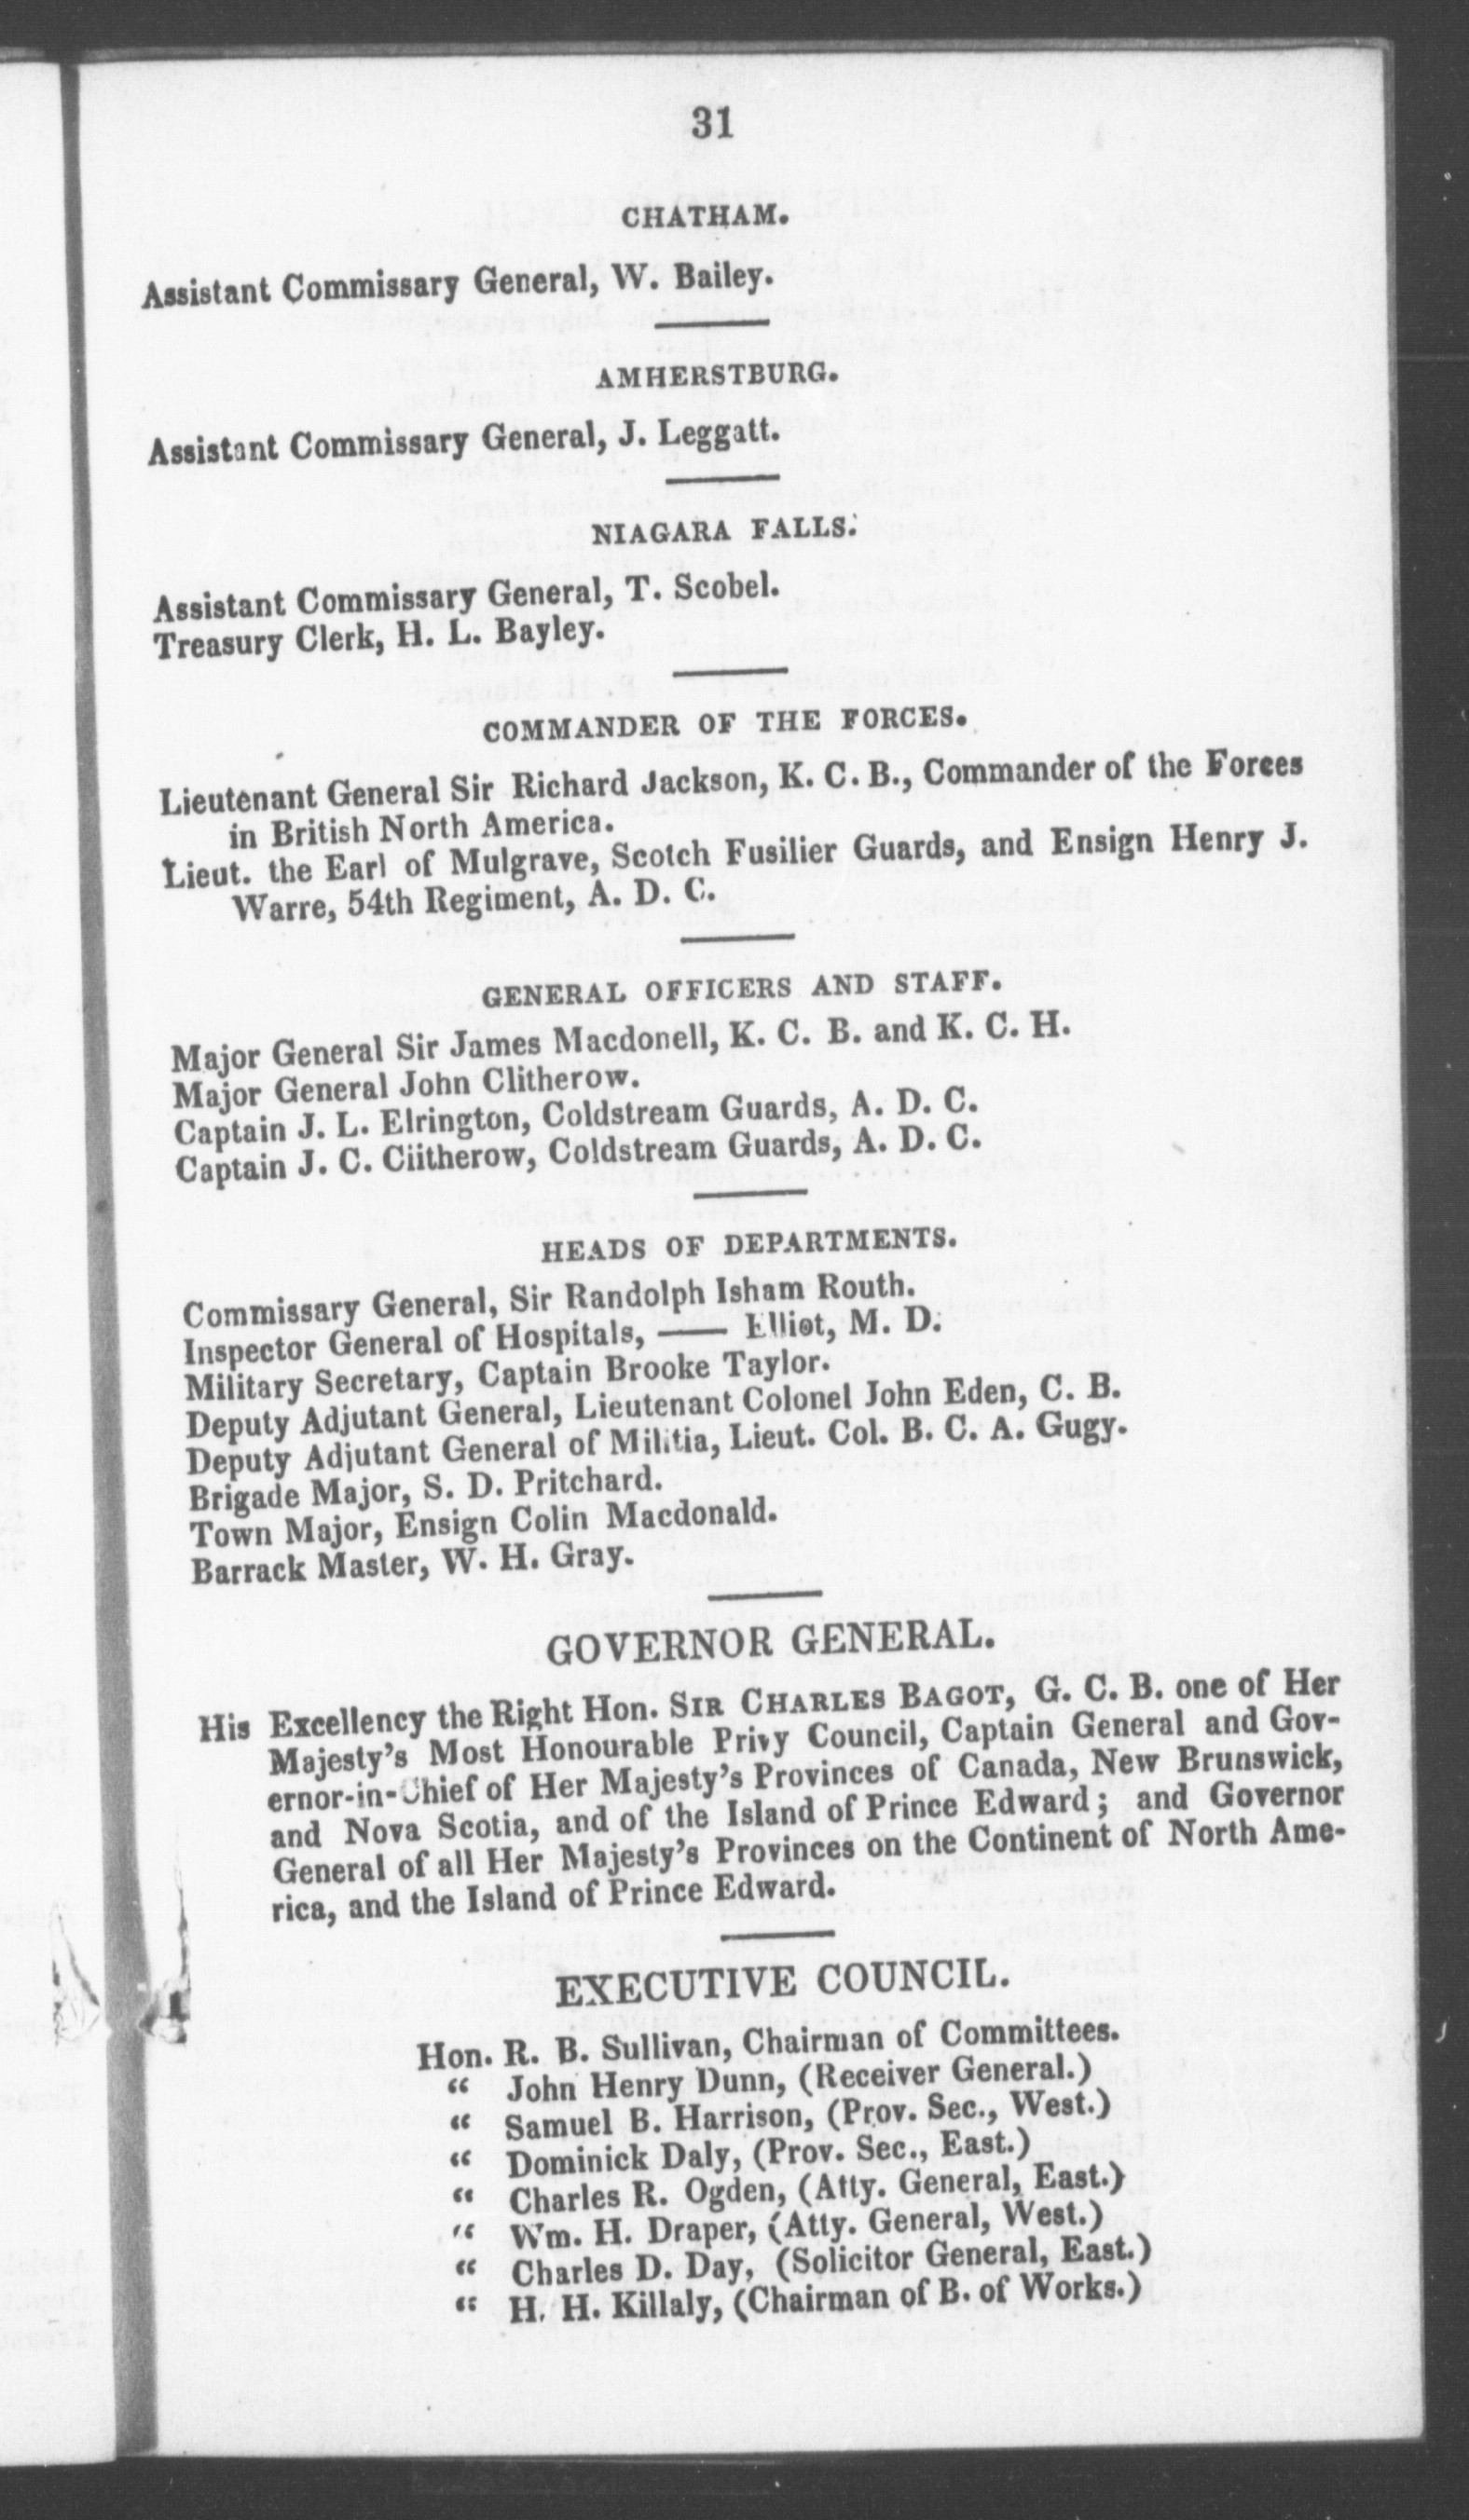 31
CHATHAM.
Assistant Commissary General, W. Bailey.
AMHERSTBURG.
Assistant Commissary General, J. Leggatt.
NIAGARA FALLS.
Assistant Commissary General, T. Scobel.
Treasury Clerk, H. L. Bayley.
COMMANDER OF THE FORCES.
Lieutenant General Sir Richard Jackson, K. C. B., Commander of the Forces
in British North America.
Lieut. the Earl of Mulgrave, Scotch Fusilier Guards, and Ensign Henry J.
Warre, 54th Regiment, A. D. C.
GENERAL OFFICERS AND STAFF.
Major General Sir James Macdonell, K. C. B. and K. C. H.
Major General John Clitherow.
Captain J. L. Elrington, Coldstream Guards, A. D. C.
Captain J. C. Ciitherow, Coldstream Guards, A. D. C.
HEADS OF DEPARTMENTS.
Commissary General, Sir Randolph Isham Routh.
Inspector General of Hospitals, —— Elliot, M. D.
Military Secretary, Captain Brooke Taylor.
Deputy Adjutant General, Lieutenant Colonel John Eden, C. B.
Deputy Adjutant General of Militia, Lieut. Col. B. C. A. Gugy.
Brigade Major, S. D. Pritchard.
Town Major, Ensign Colin Macdonald.
Barrack Master, W. H. Gray.
GOVERNOR GENERAL.
His Excellency the Right Hon. SIR CHARLES BAGOT, G. C. B. one of Her
Majesty's Most Honourable Privy Council, Captain General and Gov-
ernor-in-Chief of Her Majesty's Provinces of Canada, New Brunswick,
and Nova Scotia, and of the Island of Prince Edward; and Governor
General of all Her Majesty's Provinces on the Continent of North Ame-
rica, and the Island of Prince Edward.
EXECUTIVE COUNCIL.
Hon. R. B. Sullivan, Chairman of Committees.
" John Henry Dunn, (Receiver General.)
" Samuel B. Harrison, (Prov. Sec., West.)
" Dominick Daly, (Prov. Sec., East.)
" Charles R. Ogden, (Atty. General, East.)
" Wm. H. Draper, (Atty. General, West.)
" Charles D. Day, (Solicitor General, East.)
" H. H. Killaly, (Chairman of B. of Works.)